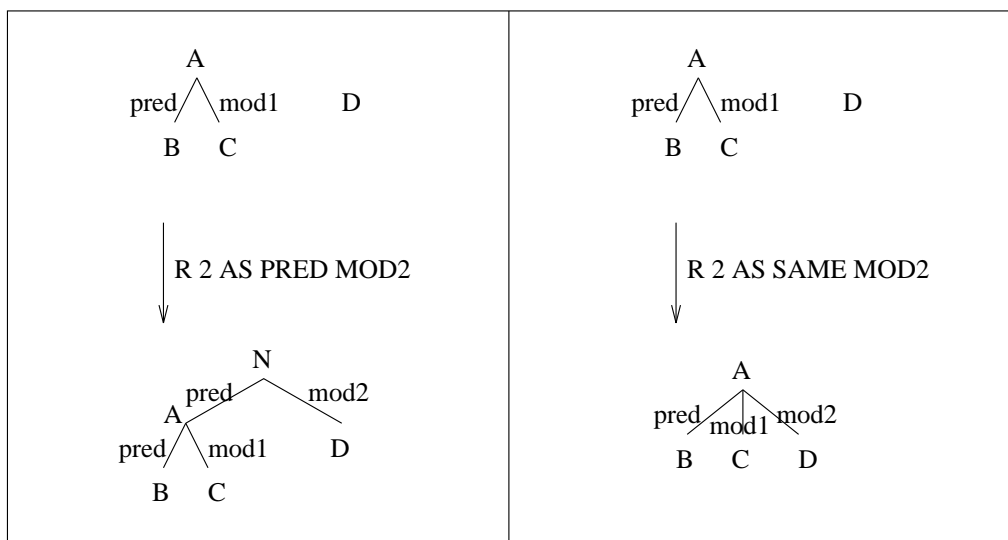 A
pred mod1 D
B C
R 2 AS PRED MOD2
N
pred mod2
A
pred mod1 D
B C
A
pred mod1 D
B C
R 2 AS SAME MOD2
A
pred mod1 mod2
B C D